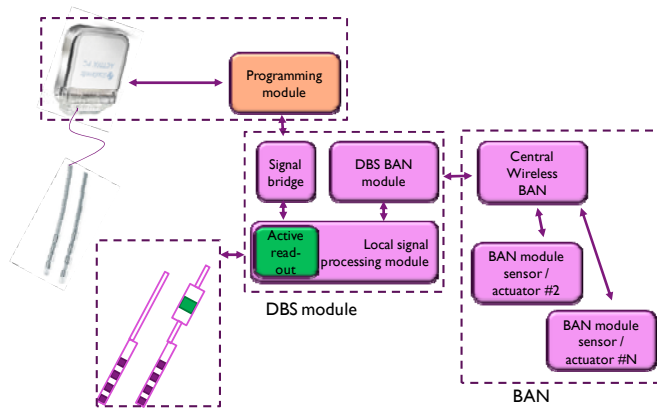 Programming
module
Signal
bridge
DBS BAN
module
Central
Wireless
BAN
Active
read-
out
Local signal
processing module
BAN module
sensor /
actuator #2
DBS module
BAN module
sensor /
actuator #N
BAN